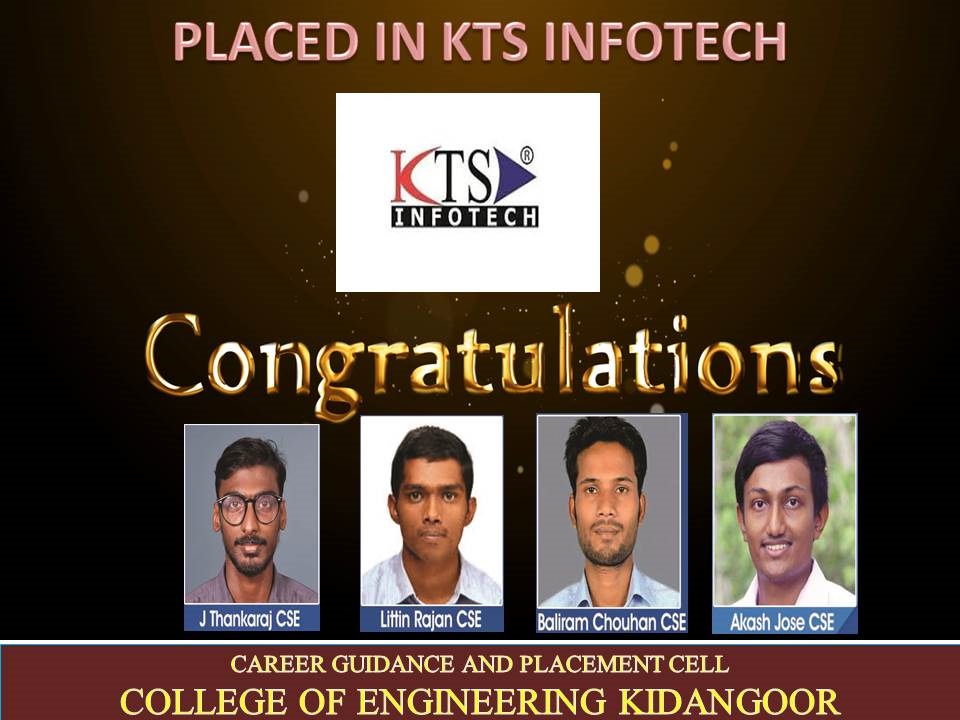 PLACED IN KTS INFOTECH
KTS ®
INFOTECH
Congratulations
J Thankaraj CSE
Littin Rajan CSE
Baliram Chouhan CSE
Akash Jose CSE
CAREER GUIDANCE AND PLACEMENT CELL
COLLEGE OF ENGINEERING KIDANGOOR